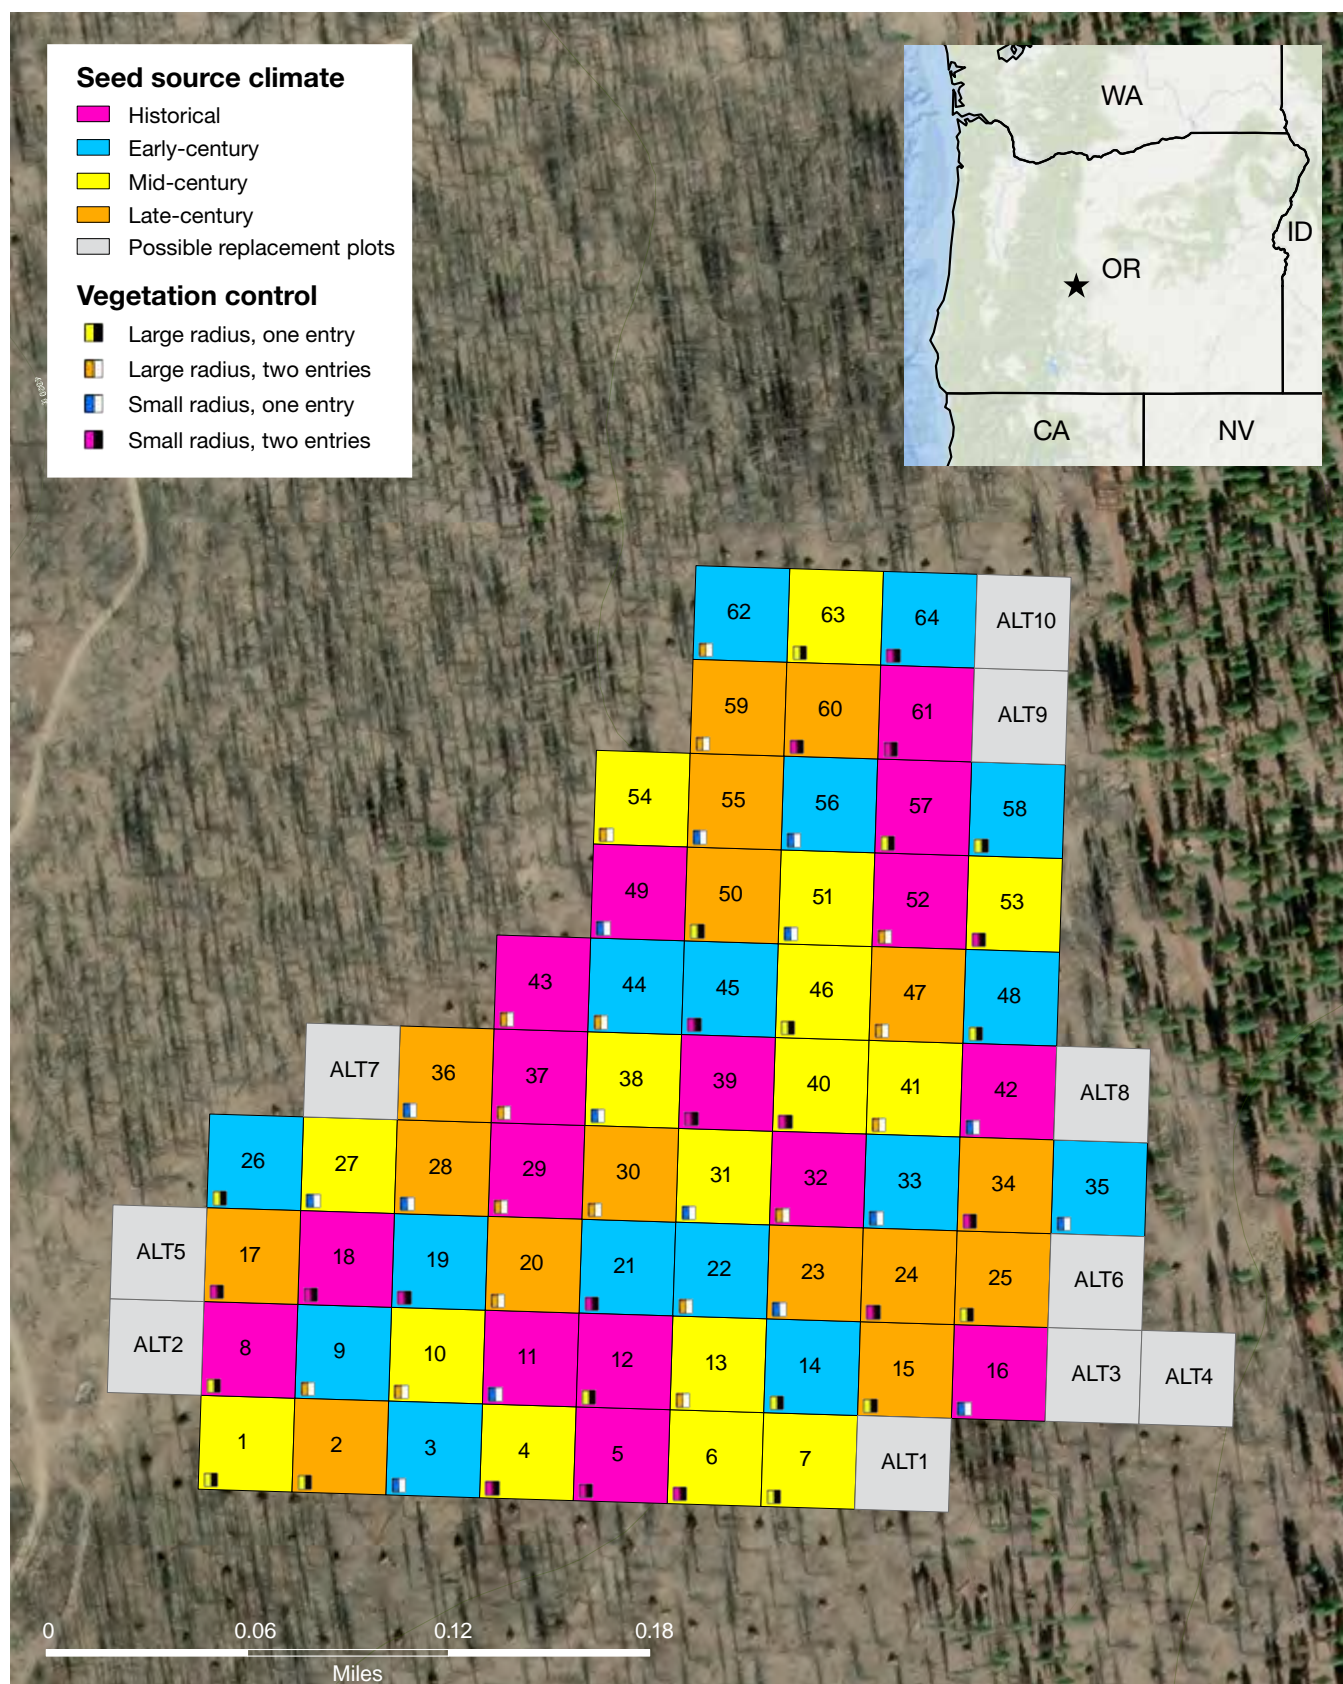 Seed source climate
Historical
Early-century
Mid-century
Late-century
Possible replacement plots
Vegetation control
Large radius, one entry
Large radius, two entries
Small radius, one entry
Small radius, two entries
WA
OR
ID
CA
NV
62 63 64 ALT10
59 60 61 ALT9
54 55 56 57 58
49 50 51 52 53
43 44 45 46 47 48
ALT7 36 37 38 39 40 41 42 ALT8
26 27 28 29 30 31 32 33 34 35
ALT5 17 18 19 20 21 22 23 24 25 ALT6
ALT2 8 9 10 11 12 13 14 15 16 ALT3 ALT4
1 2 3 4 5 6 7 ALT1
0 0.06 0.12 0.18
Miles